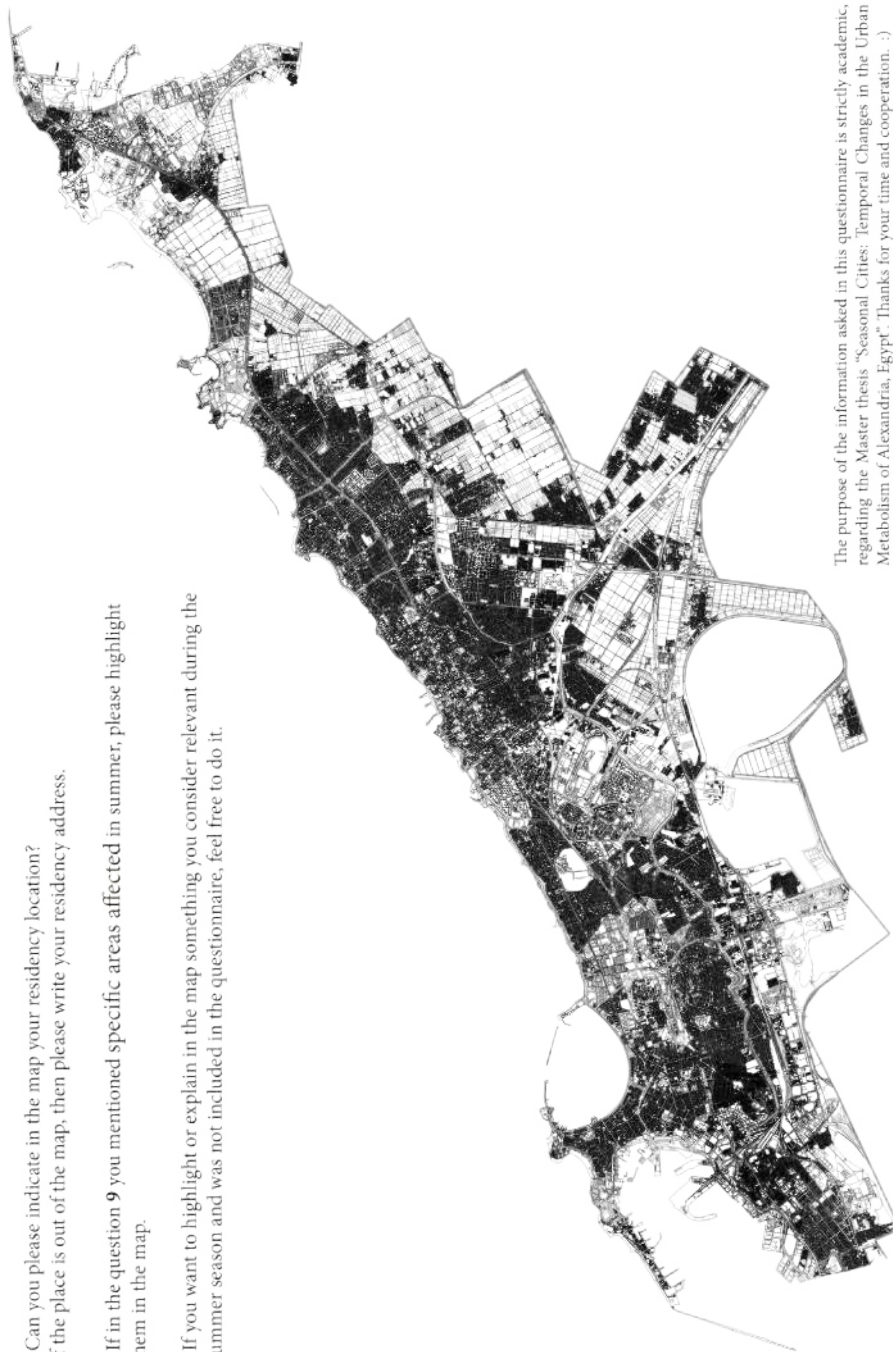 Can you please indicate in the map your residency location?
f the place is out of the map, then please write your residency address.
If in the question 9 you mentioned specific areas affected in summer, please highlight
hem in the map.
If you want to highlight or explain in the map something you consider relevant during the
ummer season and was not included in the questionnaire, feel free to do it.
The purpose of the information asked in this questionnaire is strictly academic,
regarding the Master thesis "Seasonal Cities: Temporal Changes in the Urban
Metabolism of Alexandria, Egypt". Thanks for your time and cooperation. :)